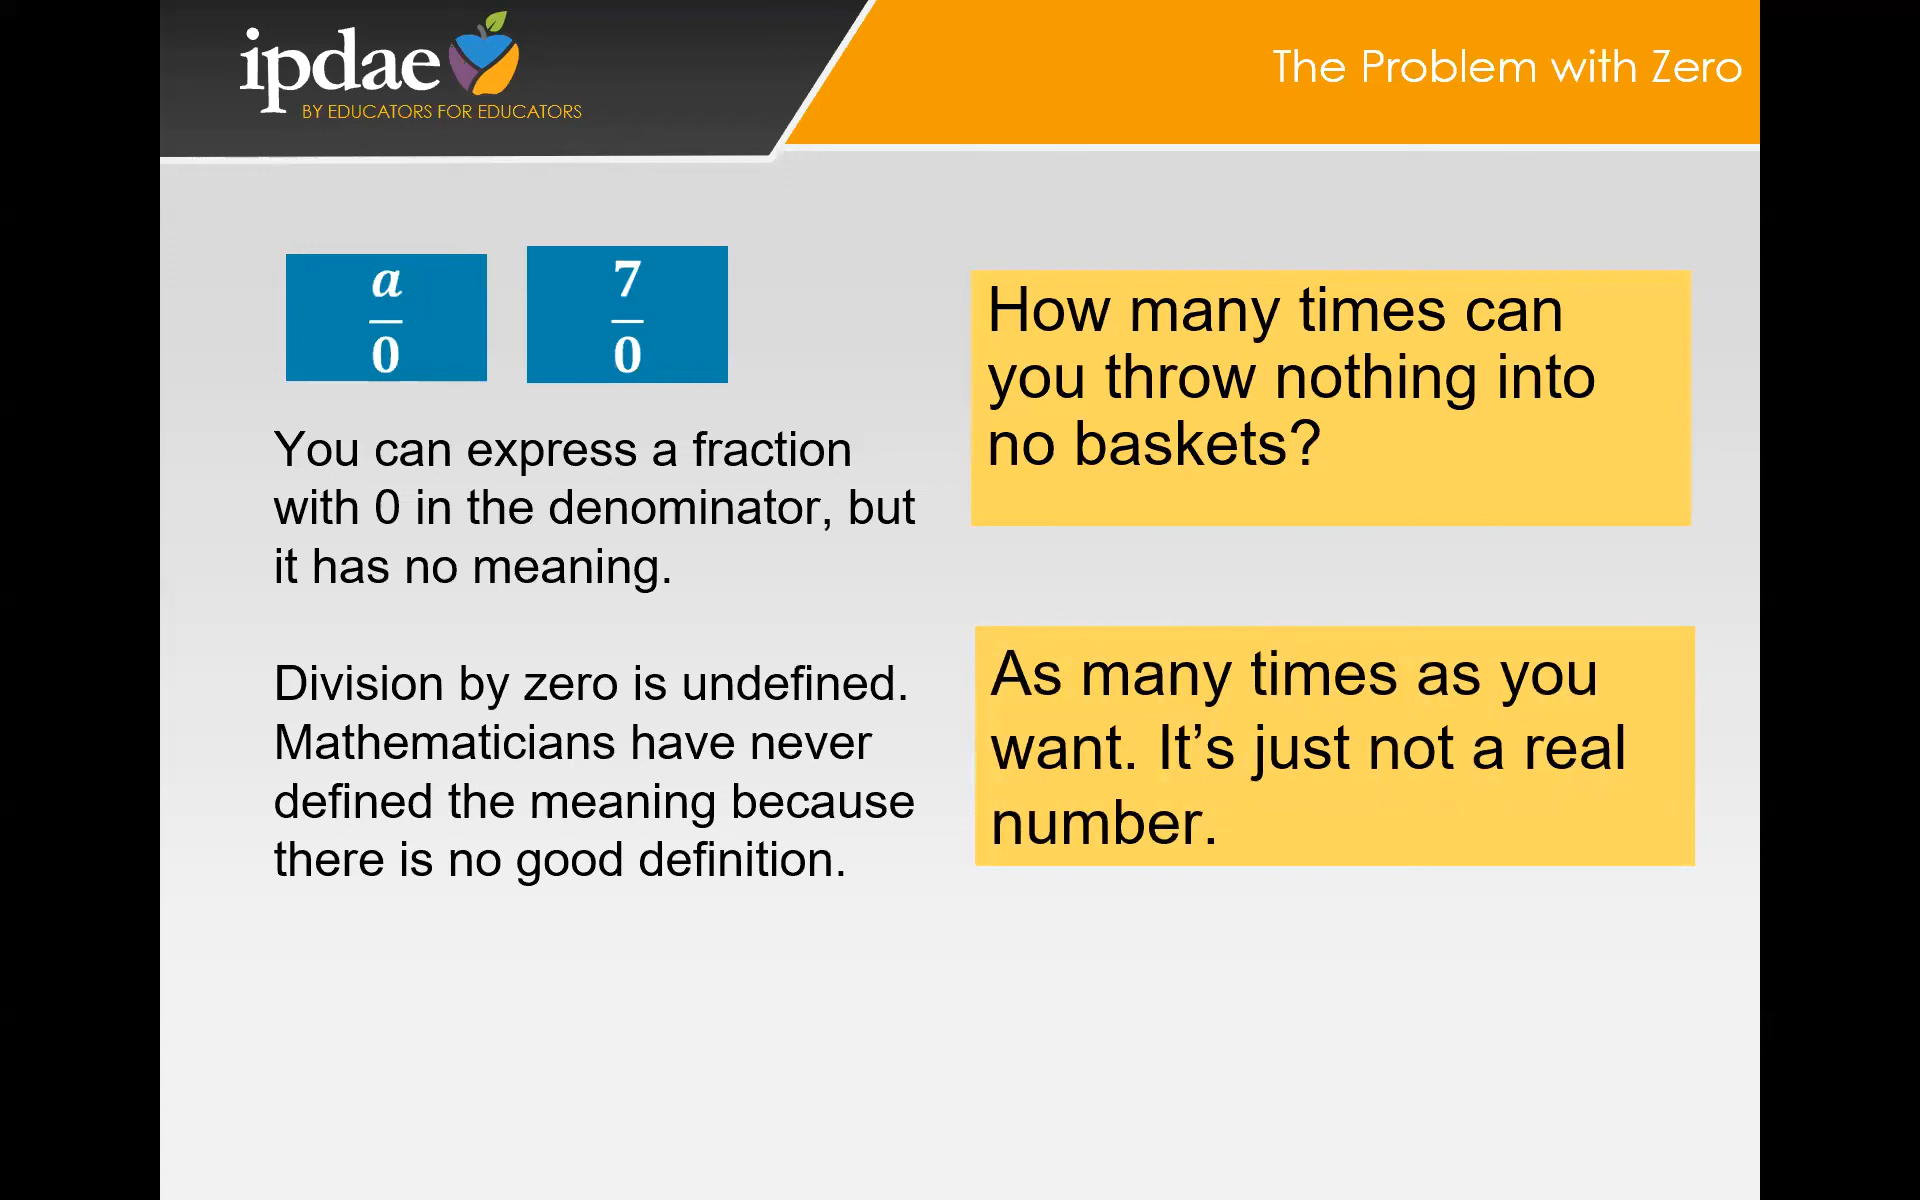 ipdae
BY EDUCATORS FOR EDUCATORS
The Problem with Zero
a
0
7
0
You can express a fraction
with 0 in the denominator, but
it has no meaning.
Division by zero is undefined.
Mathematicians have never
defined the meaning because
there is no good definition.
How many times can
you throw nothing into
no baskets?
As many times as you
want. It’s just not a real
number.